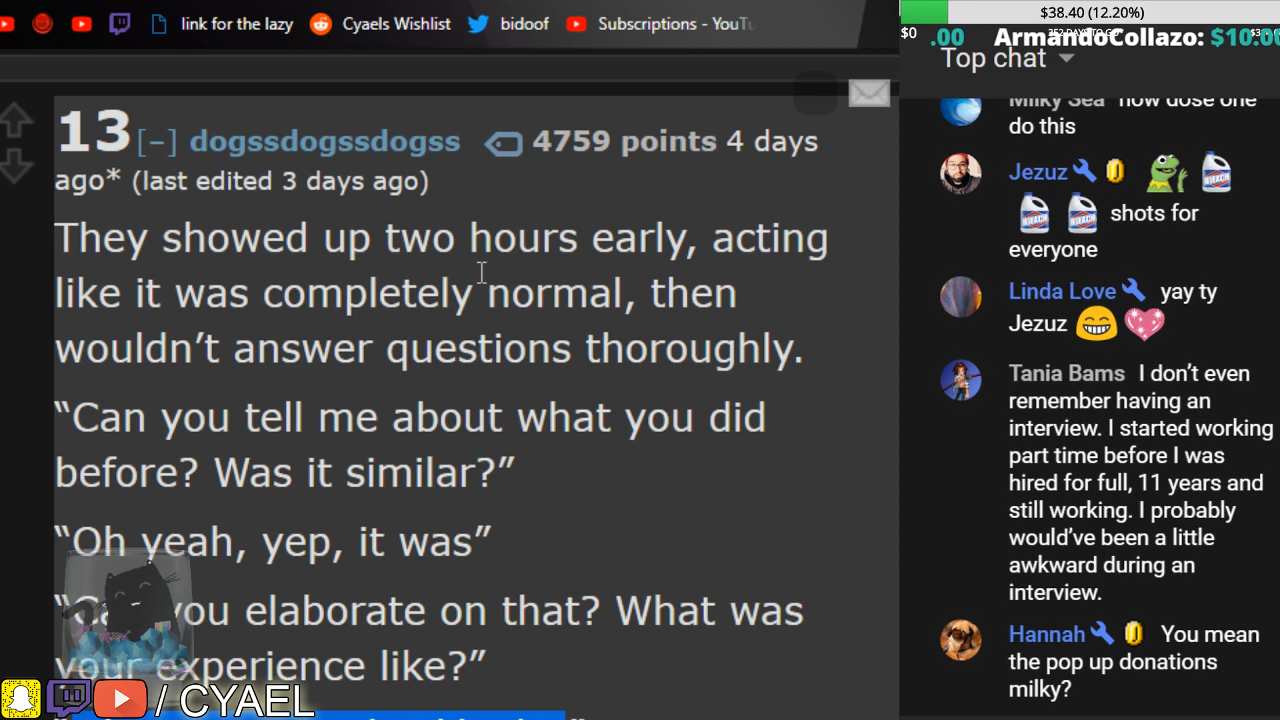 link for the lazy
Cyaels Wishlist
bidoof
Subscriptions - YouTu
13 [–] dogssdogssdogss 4759 points 4 days
ago* (last edited 3 days ago)
They showed up two hours early, acting
like it was completely normal, then
wouldn’t answer questions thoroughly.
“Can you tell me about what you did
before? Was it similar?”
“Oh yeah, yep, it was”
“Can you elaborate on that? What was
your experience like?”
/ CYAEL
$38.40 (12.20%)
$0
.00 ArmandoCollazo: $10.00
Top chat
Milky Sea how dose one
do this
Jezuz
shots for
everyone
Linda Love yay ty
Jezuz
Tania Bams I don’t even
remember having an
interview. I started working
part time before I was
hired for full, 11 years and
still working. I probably
would’ve been a little
awkward during an
interview.
Hannah You mean
the pop up donations
milky?